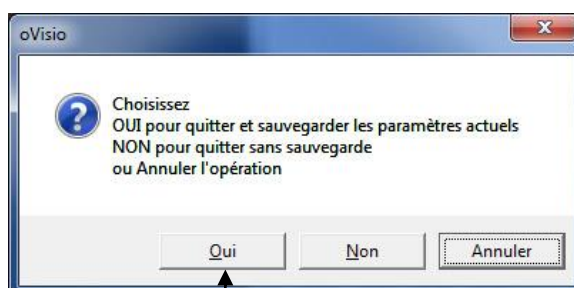 oVisio
Choisissez
OUI pour quitter et sauvegarder les paramètres actuels
NON pour quitter sans sauvegarde
ou Annuler l'opération
Oui
Non
Annuler